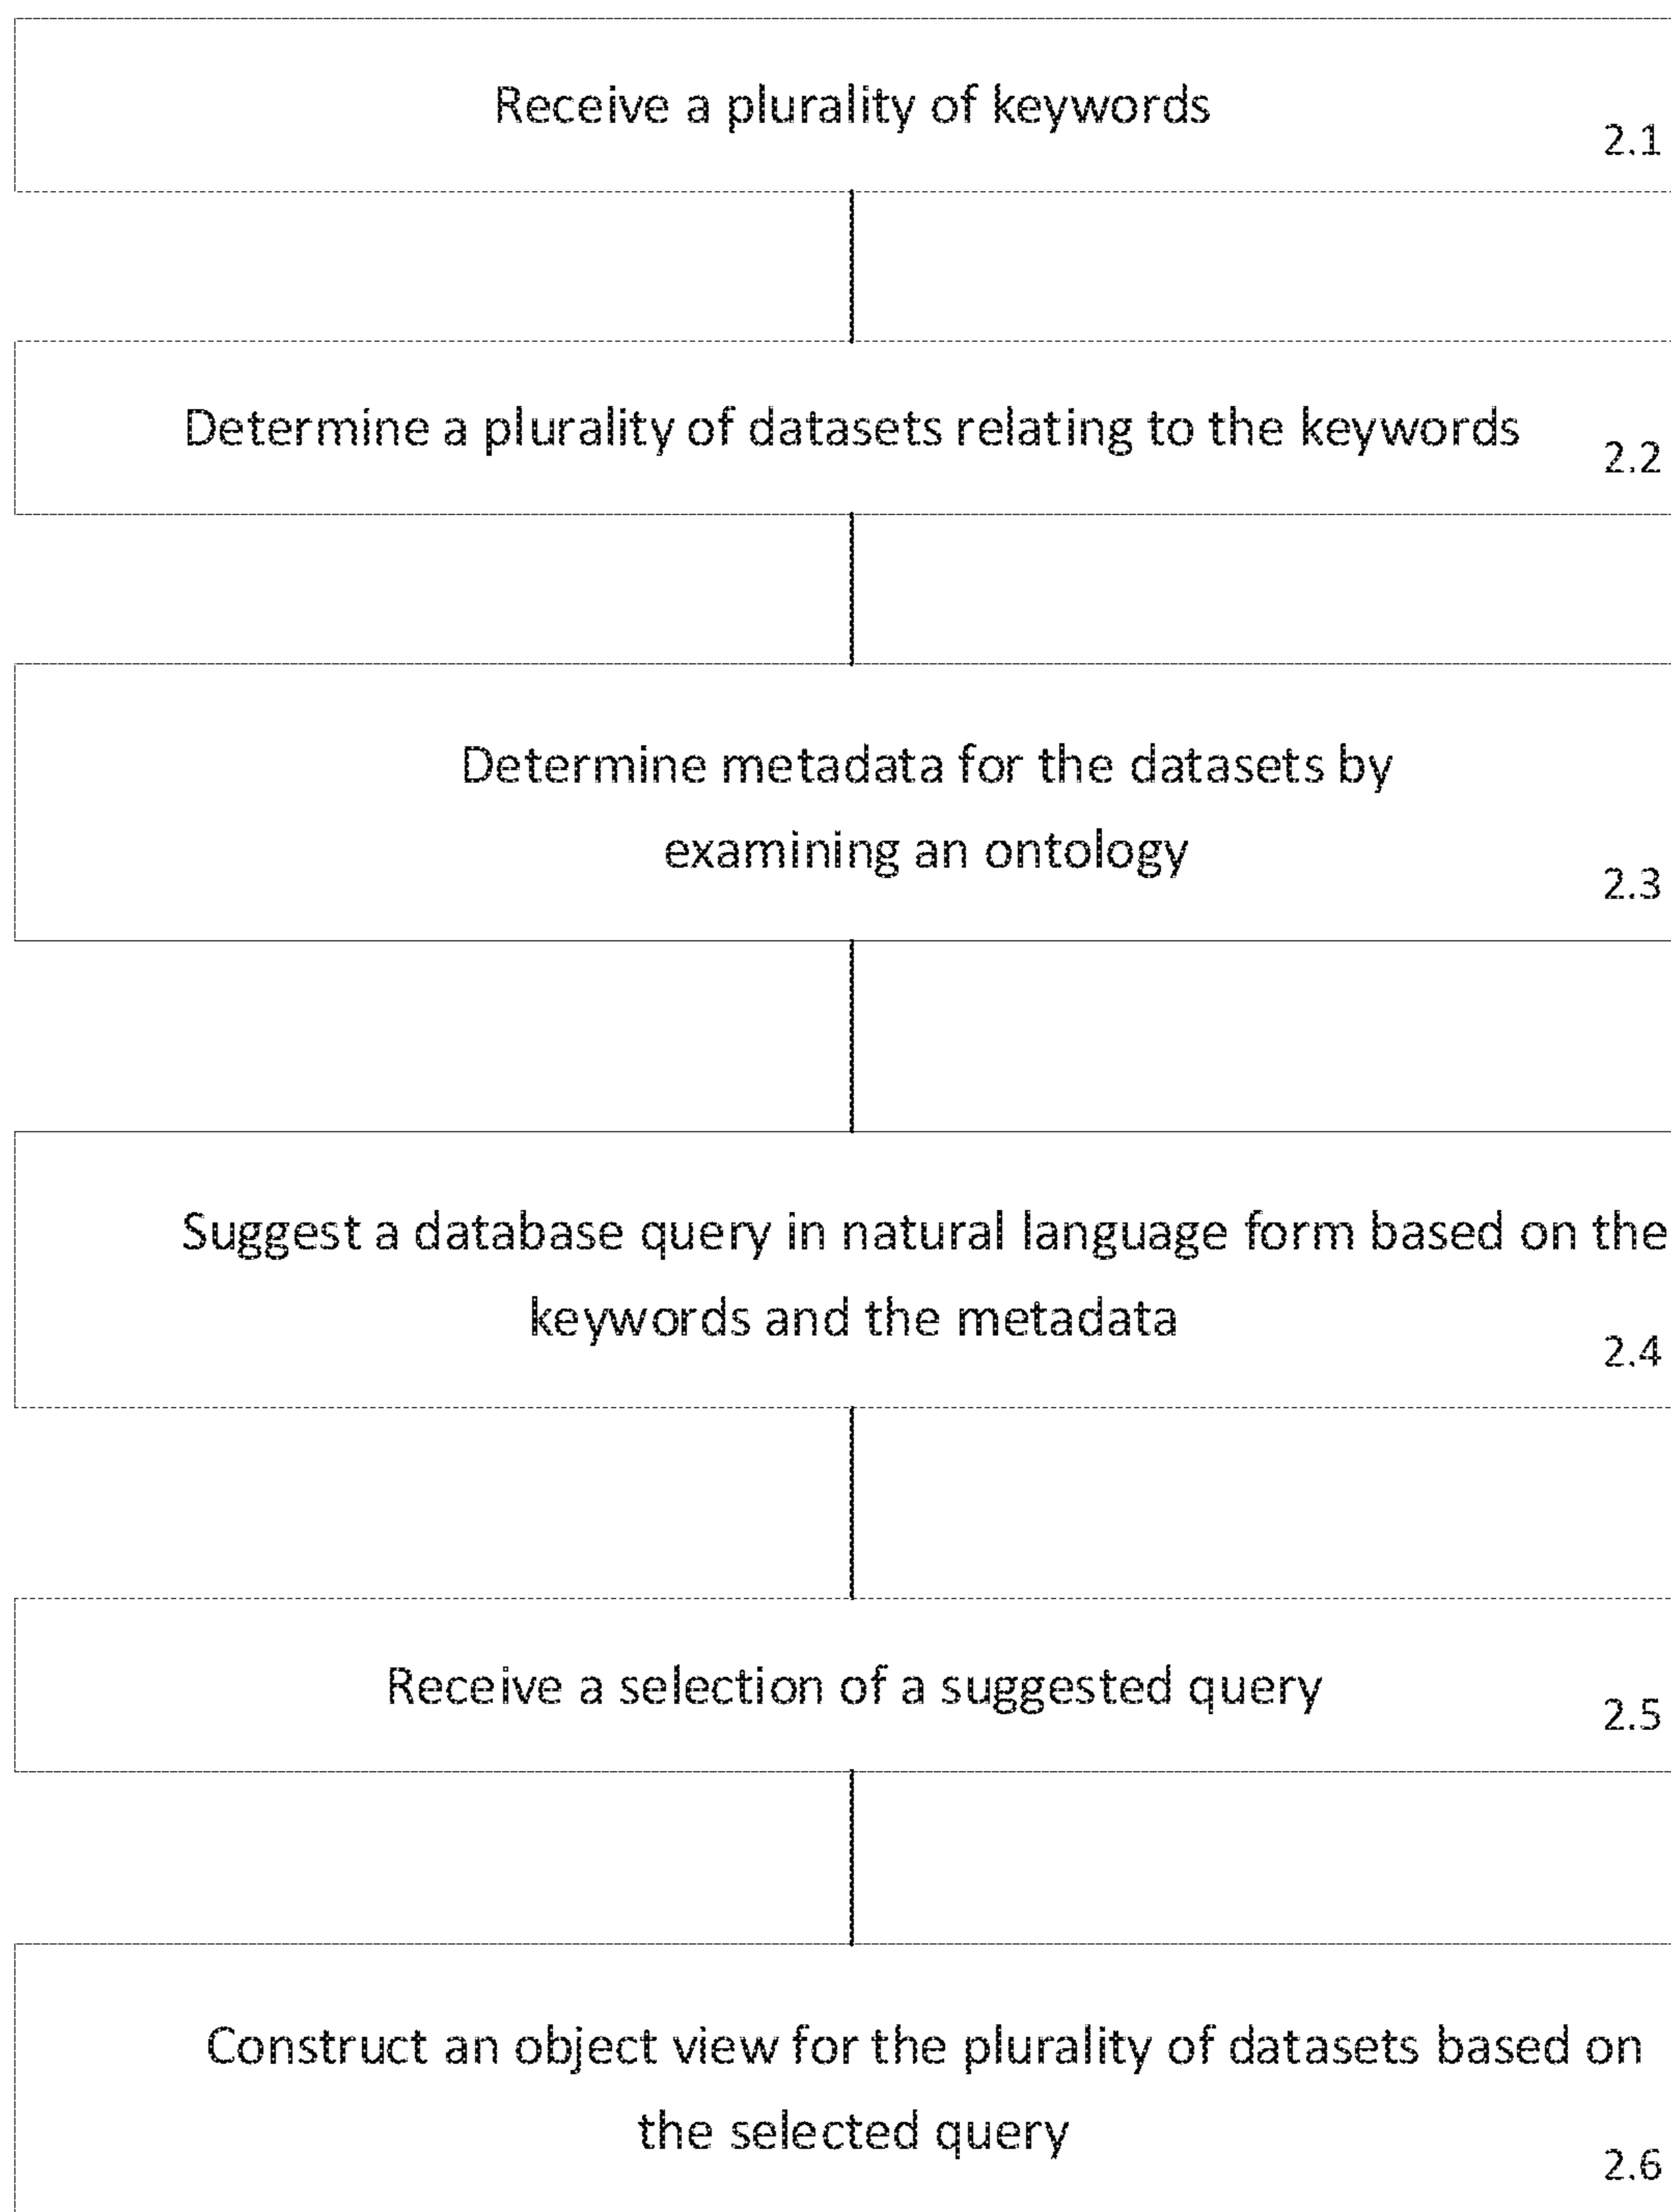 Receive a plurality of keywords
2.1
Determine a plurality of datasets relating to the keywords
2.2
Determine metadata for the datasets by
examining an ontology
2.3
Suggest a database query in natural language form based on the
keywords and the metadata
2.4
Receive a selection of a suggested query
2.5
Construct an object view for the plurality of datasets based on
the selected query
2.6